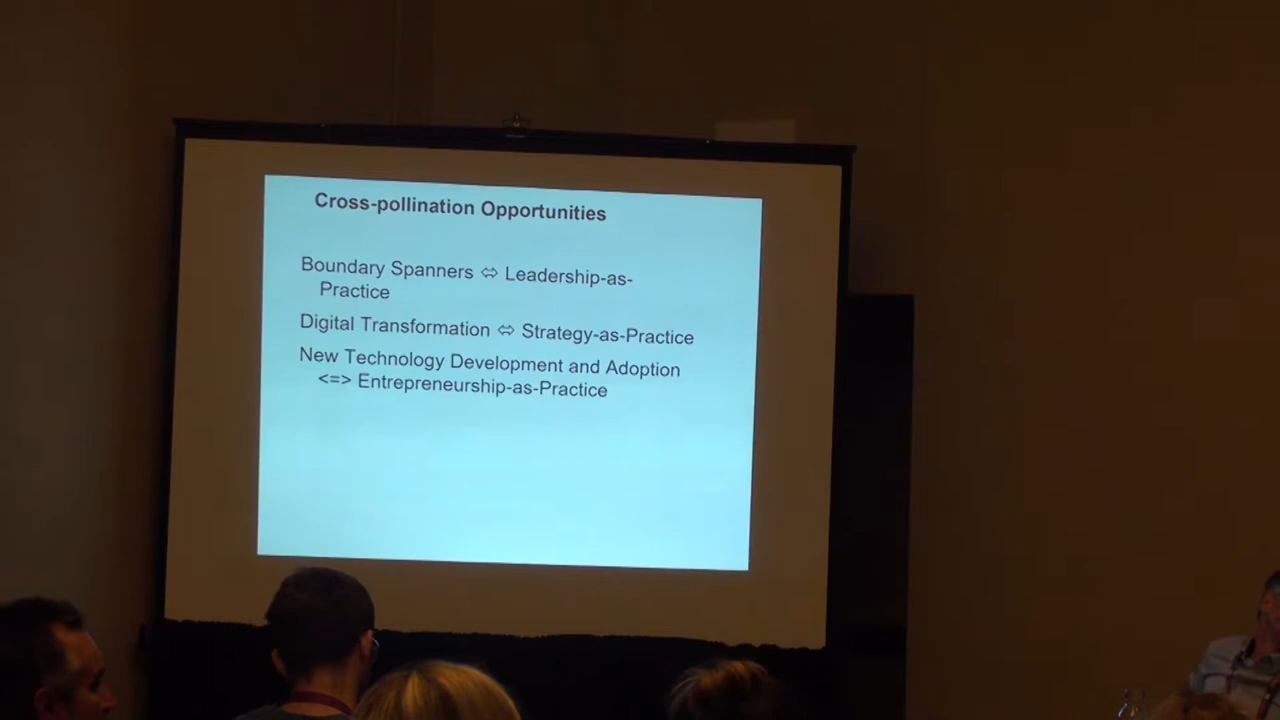 Cross-pollination Opportunities
Boundary Spanners ⇔ Leadership-as-
Practice
Digital Transformation ⇔ Strategy-as-Practice
New Technology Development and Adoption
<=> Entrepreneurship-as-Practice